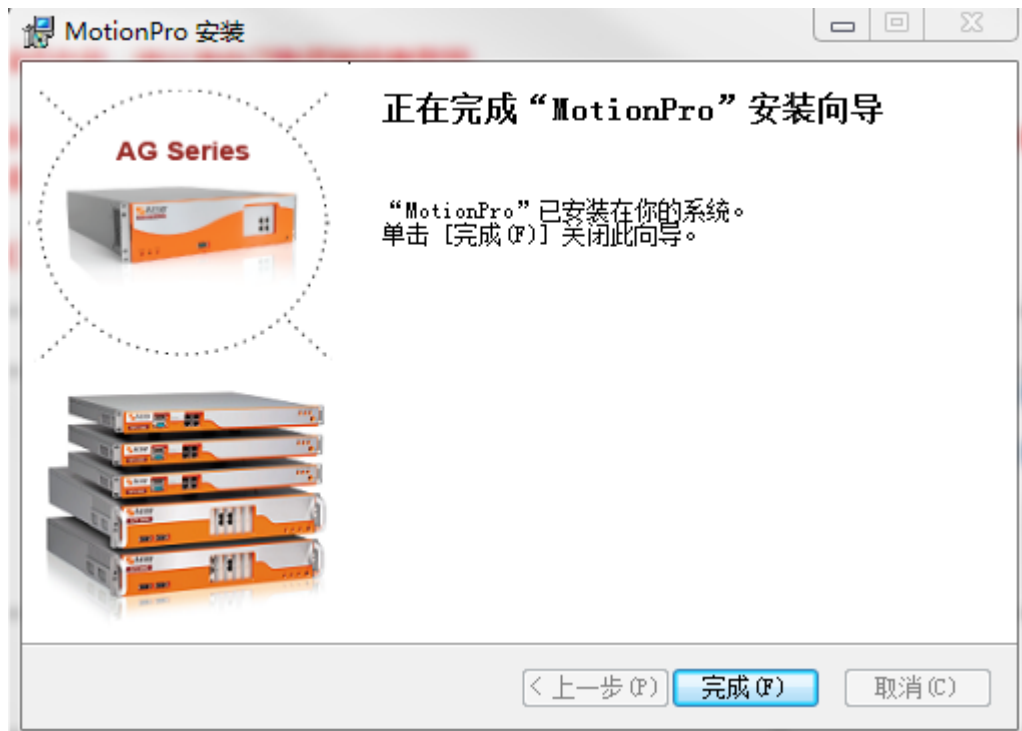 MotionPro 安装
AG Series
正在完成“MotionPro”安装向导
“MotionPro”已安装在你的系统。
单击 [完成(F)] 关闭此向导。
< 上一步(P)
完成(F)
取消(C)